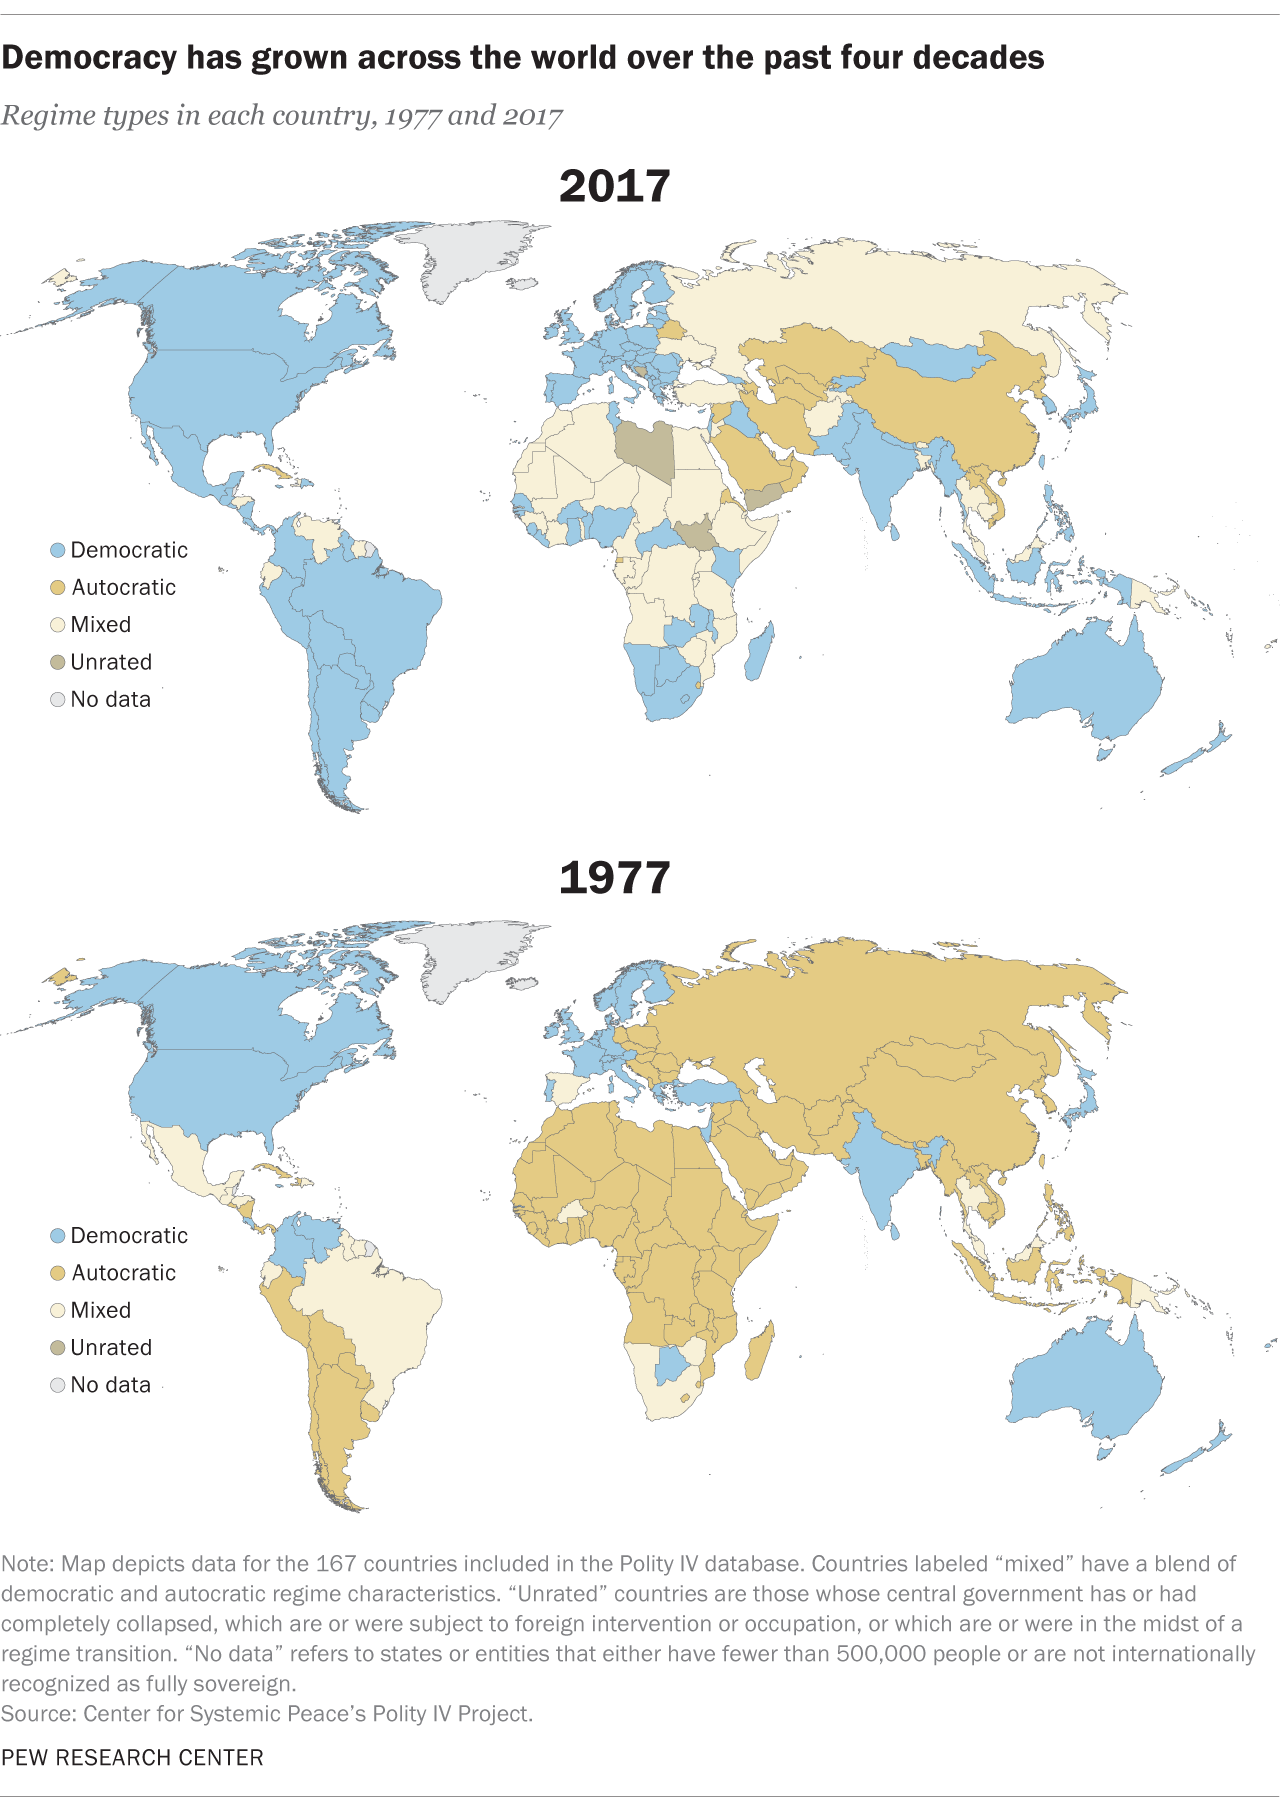 Democracy has grown across the world over the past four decades
Regime types in each country, 1977 and 2017
2017
Democratic
Autocratic
Mixed
Unrated
No data
1977
Democratic
Autocratic
Mixed
Unrated
No data
Note: Map depicts data for the 167 countries included in the Polity IV database. Countries labeled “mixed” have a blend of
democratic and autocratic regime characteristics. “Unrated” countries are those whose central government has or had
completely collapsed, which are or were subject to foreign intervention or occupation, or which are or were in the midst of a
regime transition. “No data” refers to states or entities that either have fewer than 500,000 people or are not internationally
recognized as fully sovereign.
Source: Center for Systemic Peace’s Polity IV Project.
PEW RESEARCH CENTER